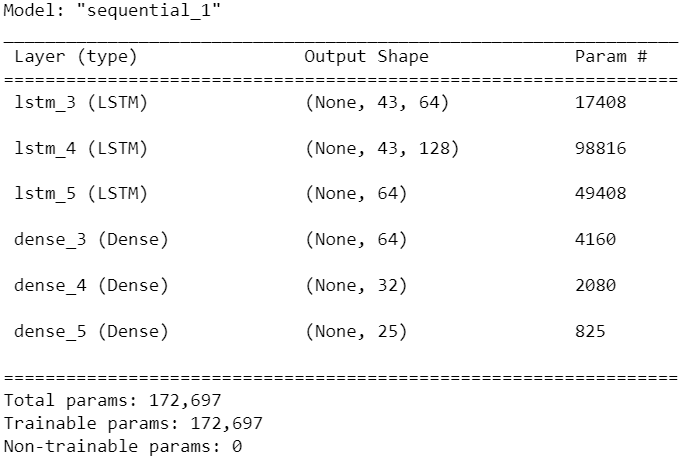 Model: "sequential_1"
_________________________________________________________________
Layer (type) Output Shape Param #
=================================================================
lstm_3 (LSTM) (None, 43, 64) 17408
lstm_4 (LSTM) (None, 43, 128) 98816
lstm_5 (LSTM) (None, 64) 49408
dense_3 (Dense) (None, 64) 4160
dense_4 (Dense) (None, 32) 2080
dense_5 (Dense) (None, 25) 825
=================================================================
Total params: 172,697
Trainable params: 172,697
Non-trainable params: 0